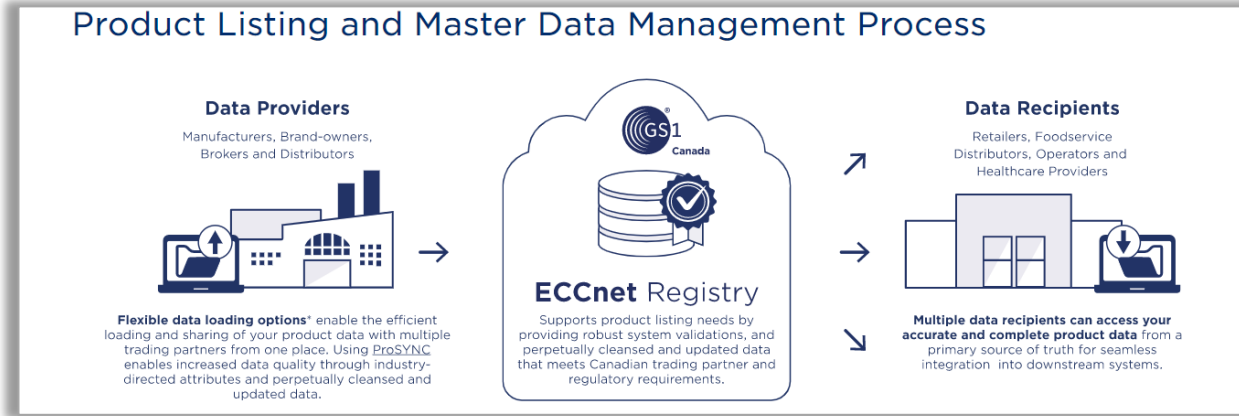 Product Listing and Master Data Management Process
Data Providers
Manufacturers, Brand-owners,
Brokers and Distributors
Flexible data loading options* enable the efficient
loading and sharing of your product data with multiple
trading partners from one place. Using ProSYNC
enables increased data quality through industry-
directed attributes and perpetually cleansed and
updated data.
GS1
®
Canada
ECCnet Registry
Supports product listing needs by
providing robust system validations, and
perpetually cleansed and updated data
that meets Canadian trading partner and
regulatory requirements.
Data Recipients
Retailers, Foodservice
Distributors, Operators and
Healthcare Providers
Multiple data recipients can access your
accurate and complete product data from a
primary source of truth for seamless
integration into downstream systems.